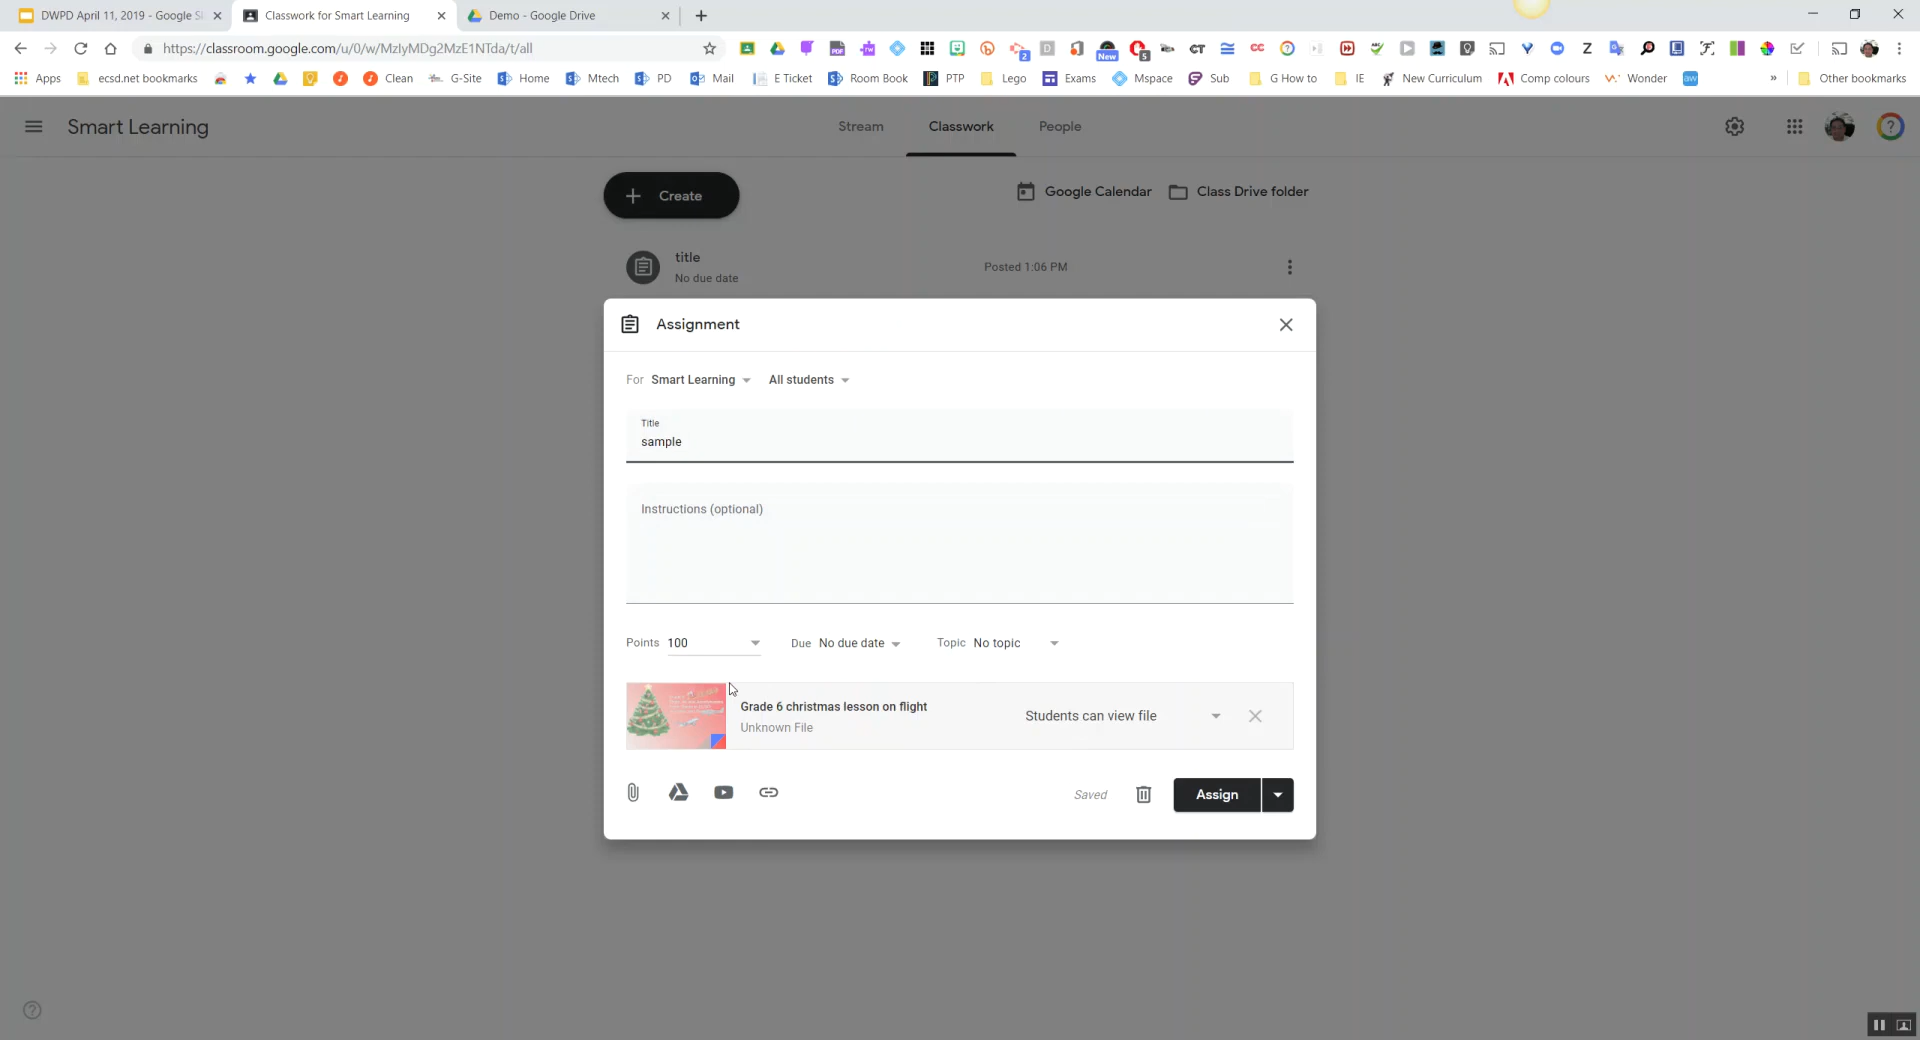 DWPD April 11, 2019 - Google Sl
Classwork for Smart Learning
Demo - Google Drive
https://classroom.google.com/u/0/w/MzIyMDg2MzE1NTda/t/all
Apps
ecsd.net bookmarks
Clean
G-Site
Home
Mtech
PD
Mail
E Ticket
Room Book
PTP
Lego
Exams
Mspace
Sub
G How to
IE
New Curriculum
Comp colours
Wonder
aw
»
Other bookmarks
Smart Learning
Stream
Classwork
People
Create
Google Calendar
Class Drive folder
title
No due date
Posted 1:06 PM
Assignment
For Smart Learning
All students
Title
sample
Instructions (optional)
Points 100
Due No due date
Topic No topic
Grade 6 christmas lesson on flight
Unknown File
Students can view file
Saved
Assign